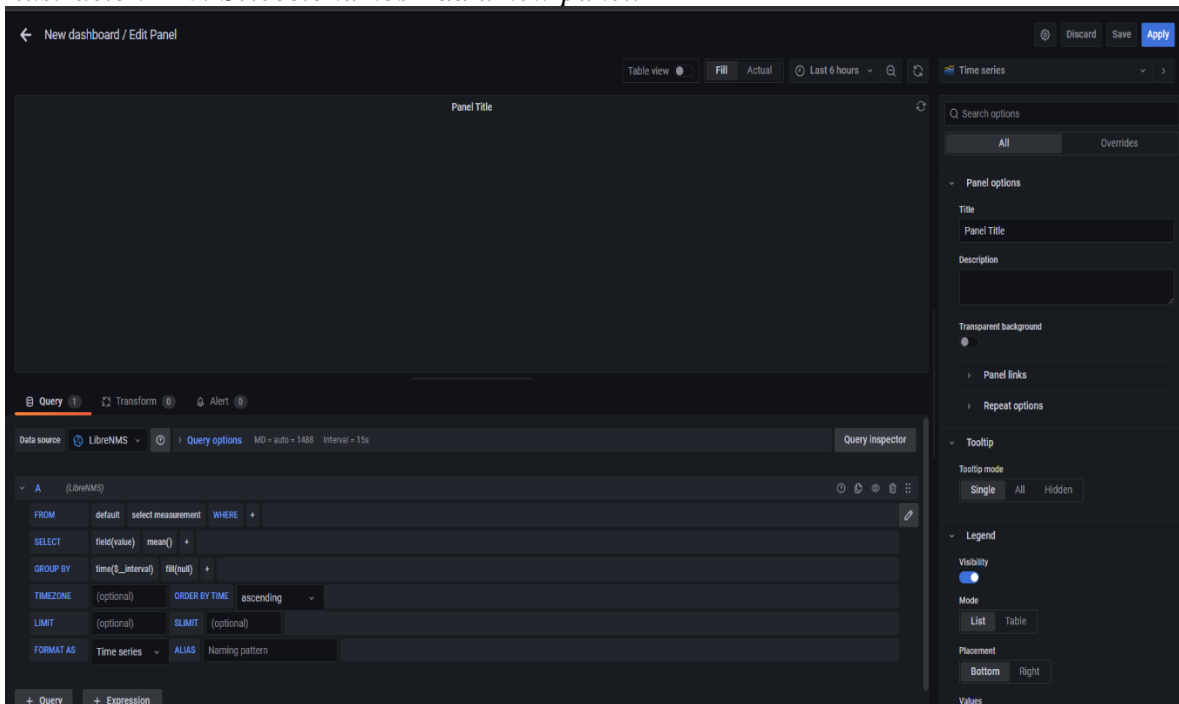 New dashboard / Edit Panel
Discard Save Apply
Table view Fill Actual Last 6 hours
Time series
Panel Title
Search options
All Overrides
Panel options
Title
Panel Title
Description
Transparent background
Panel links
Repeat options
Tooltip
Tooltip mode
Single All Hidden
Legend
Visibility
Mode
List Table
Placement
Bottom Right
Values
Query 1 Transform 0 Alert 0
Data source LibreNMS Query options MD = auto = 1488 Interval = 15s Query inspector
A (LibreNMS)
FROM default select measurement WHERE +
SELECT field(value) mean() +
GROUP BY time($__interval) fill(null) +
TIMEZONE (optional) ORDER BY TIME ascending
LIMIT (optional) SLIMIT (optional)
FORMAT AS Time series ALIAS Naming pattern
+ Query + Expression